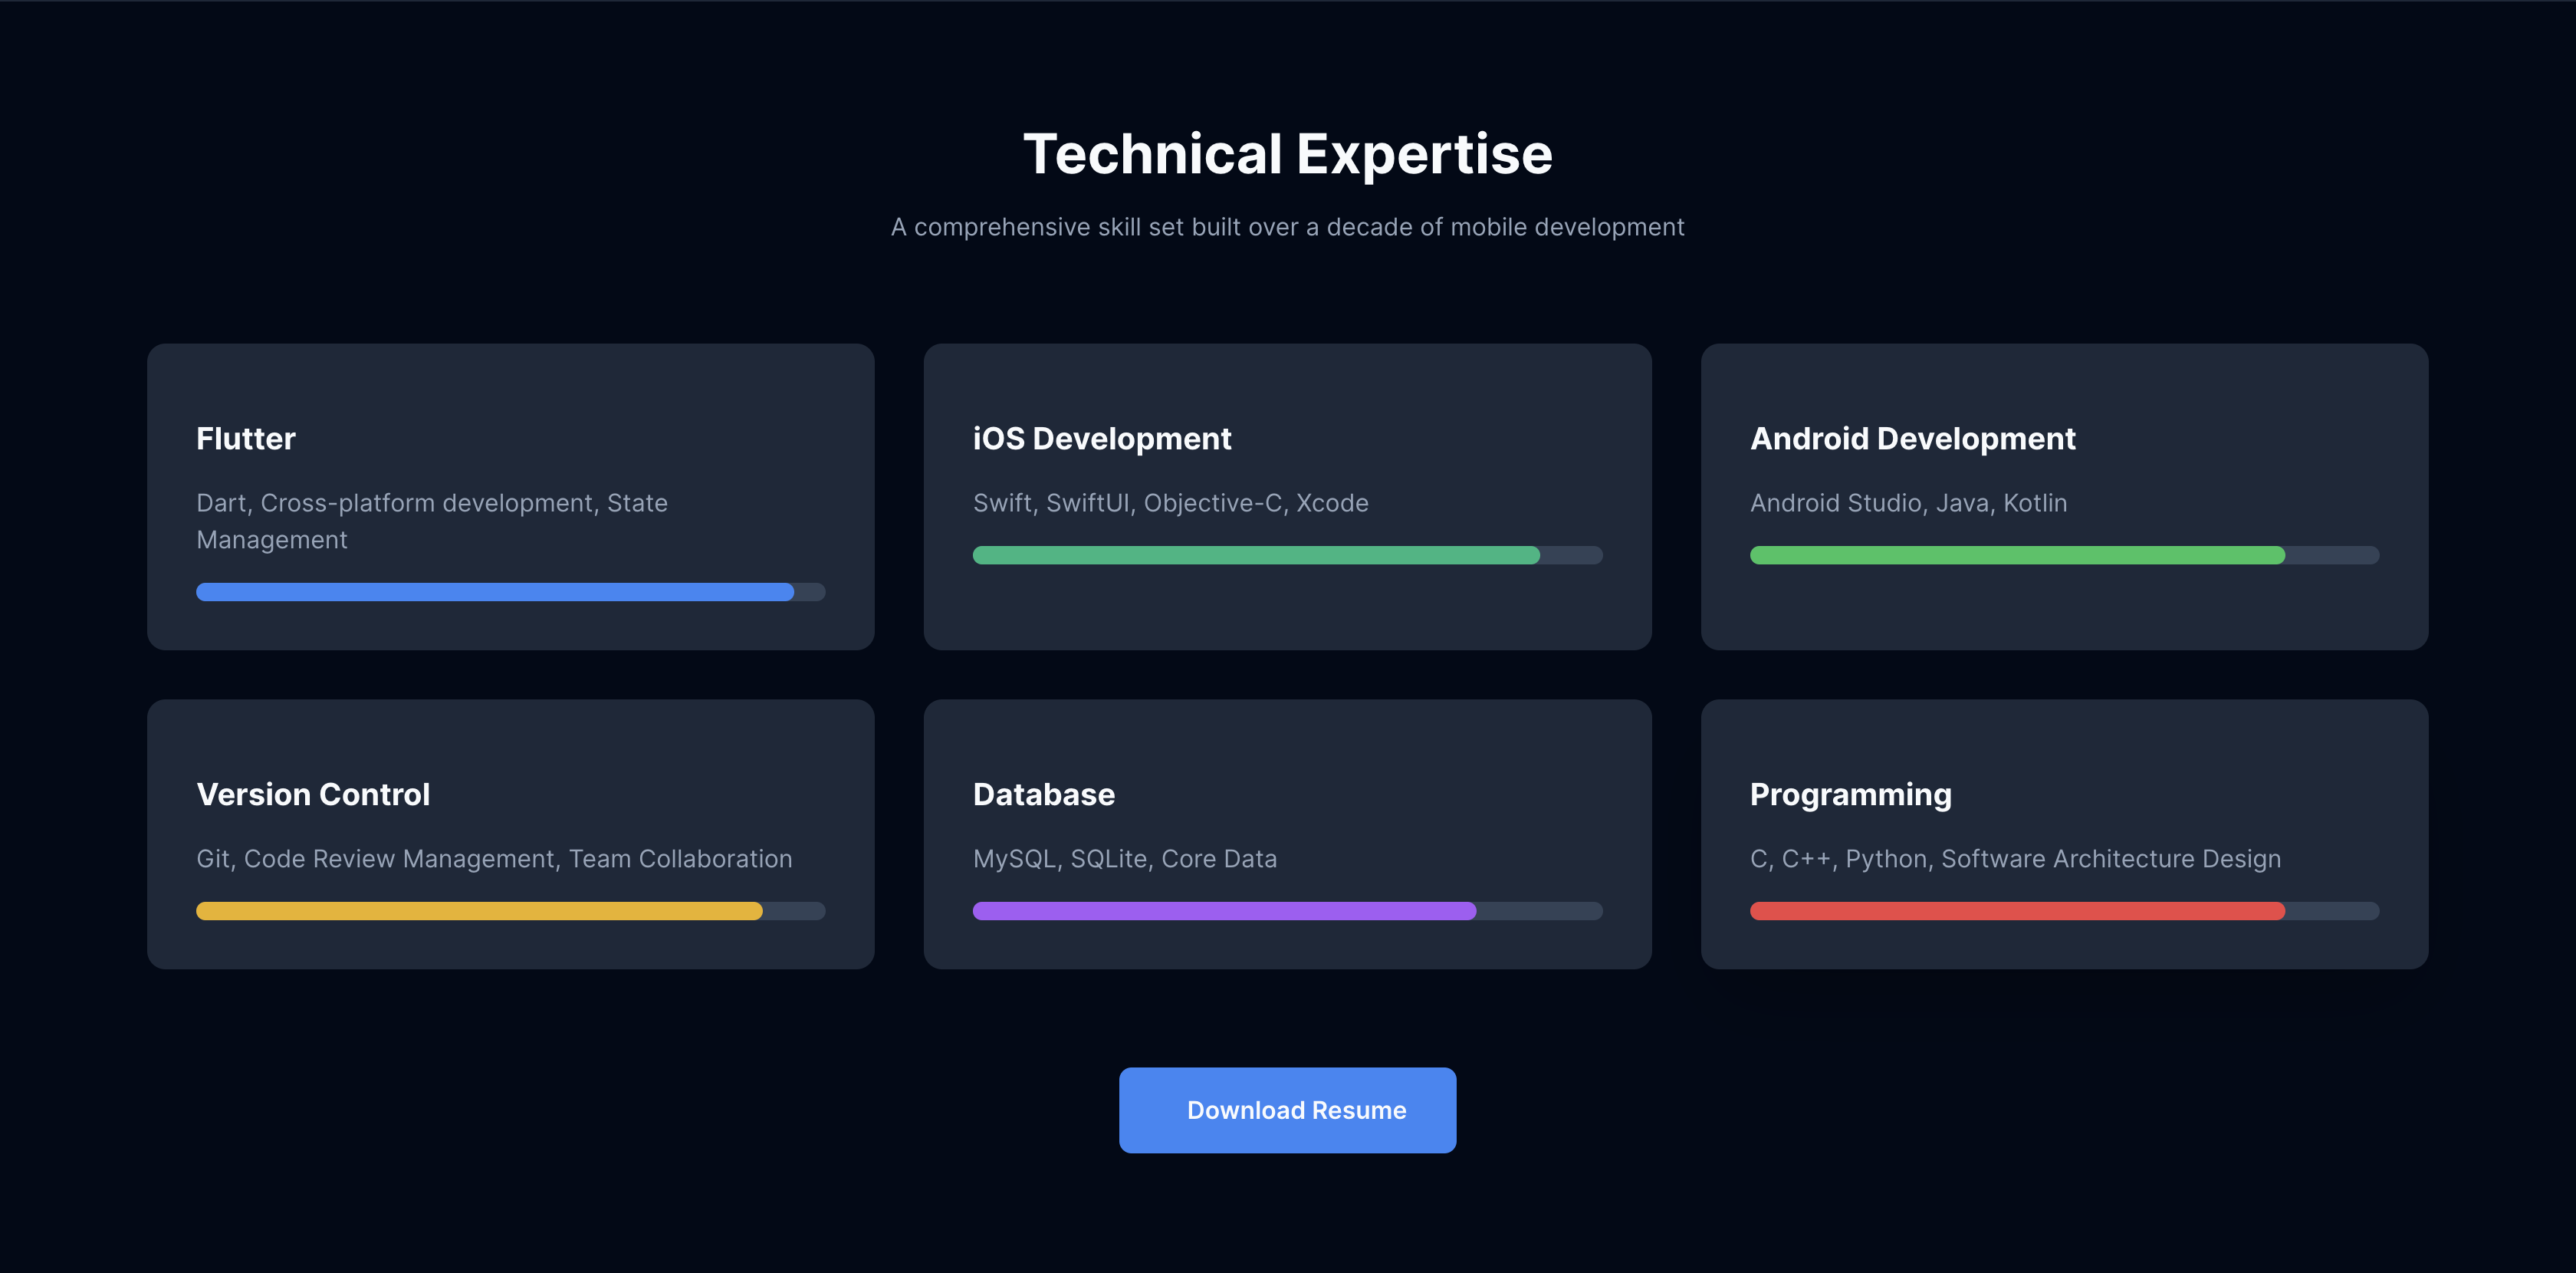 Technical Expertise
A comprehensive skill set built over a decade of mobile development
Flutter
Dart, Cross-platform development, State
Management
iOS Development
Swift, SwiftUI, Objective-C, Xcode
Android Development
Android Studio, Java, Kotlin
Version Control
Git, Code Review Management, Team Collaboration
Database
MySQL, SQLite, Core Data
Programming
C, C++, Python, Software Architecture Design
Download Resume